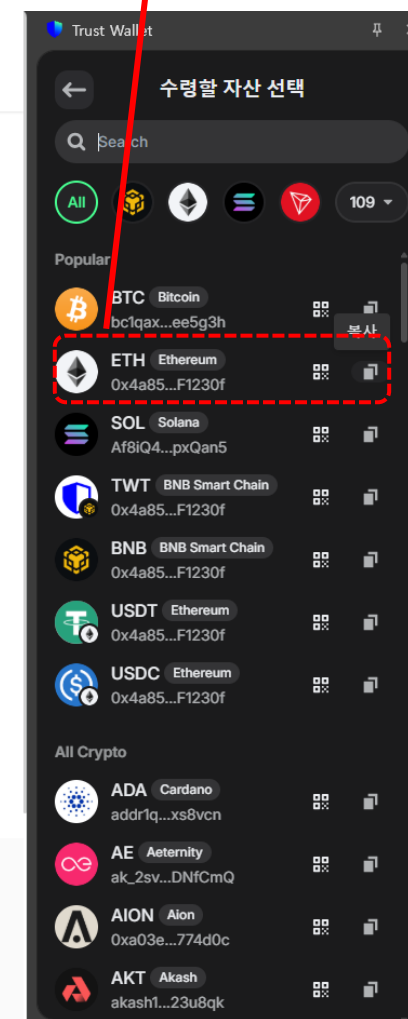 Trust Wallet
수령할 자산 선택
Search
All
109
Popular
BTC Bitcoin
bc1qax...ee5g3h
복사
ETH Ethereum
0x4a85...F1230f
SOL Solana
Af8iQ4...pxQan5
TWT BNB Smart Chain
0x4a85...F1230f
BNB BNB Smart Chain
0x4a85...F1230f
USDT Ethereum
0x4a85...F1230f
USDC Ethereum
0x4a85...F1230f
All Crypto
ADA Cardano
addr1q...xs8vcn
AE Aeternity
ak_2sv...DNfCmQ
AION Aion
0xa03e...774d0c
AKT Akash
akash1...23u8qk